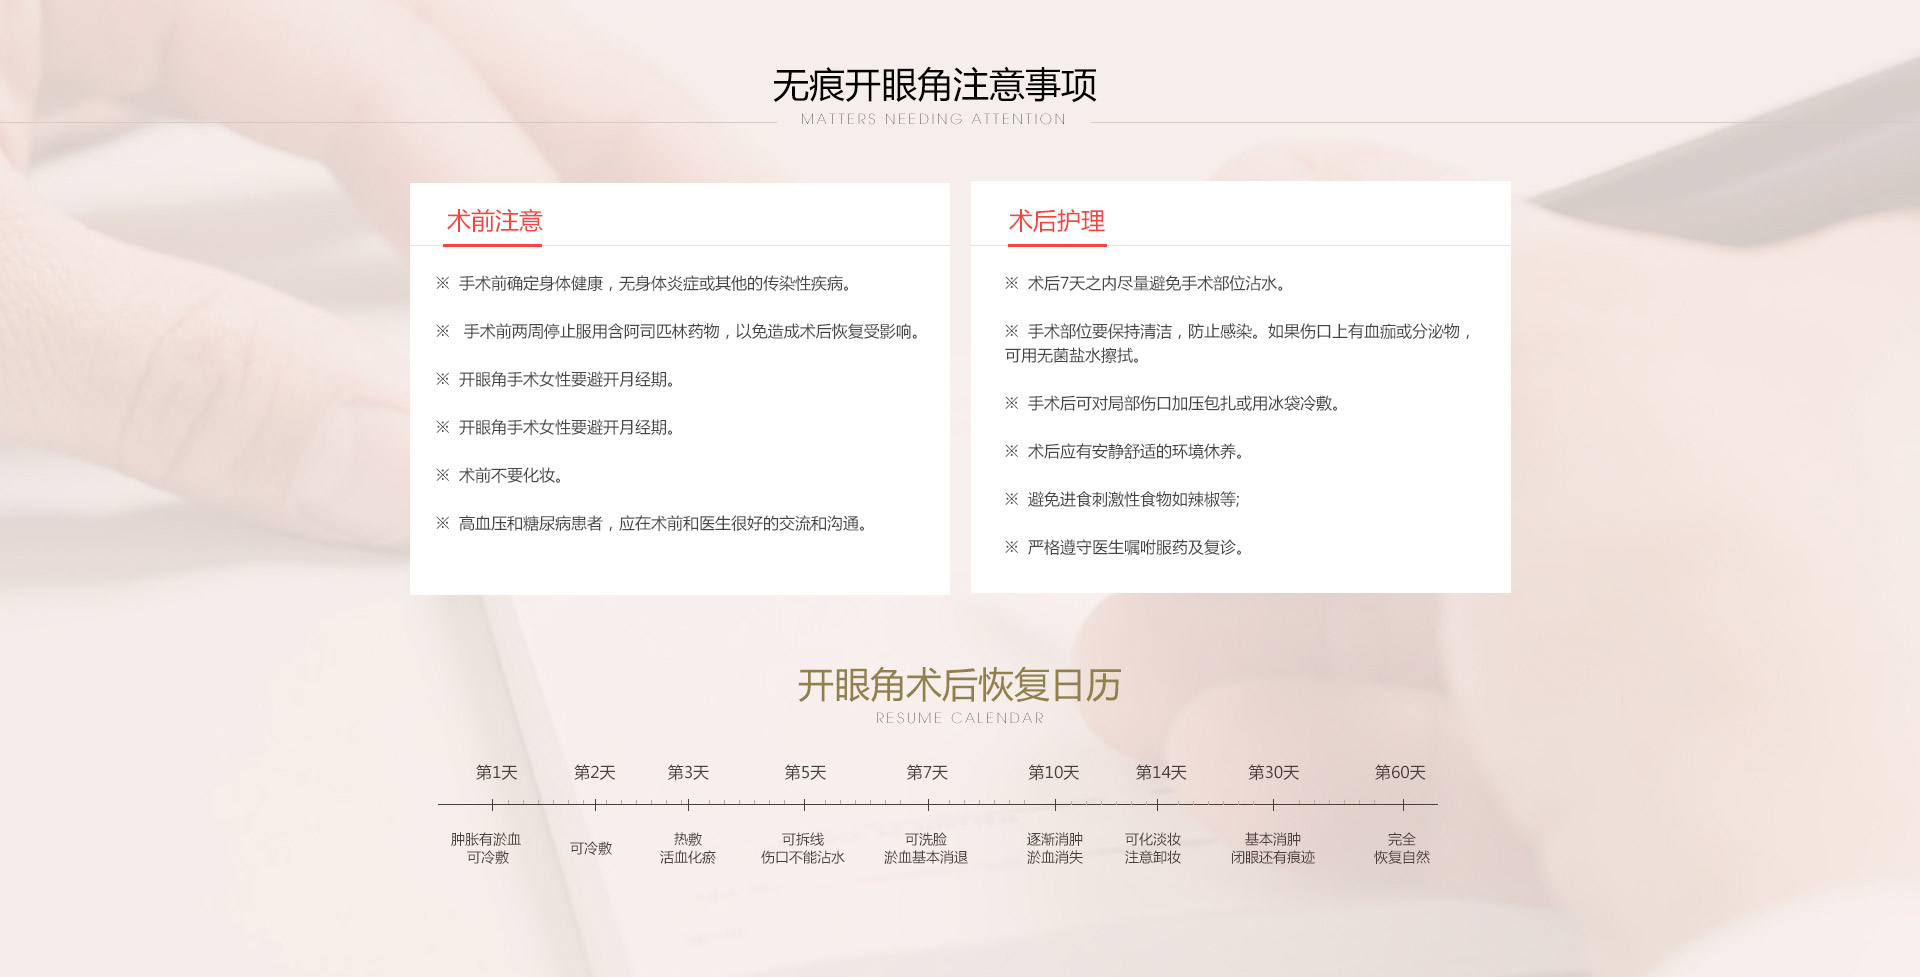 无痕开眼角注意事项
MATTERS NEEDING ATTENTION
术前注意
※ 手术前确定身体健康，无身体炎症或其他的传染性疾病。
※ 手术前两周停止服用含阿司匹林药物，以免造成术后恢复受影响。
※ 开眼角手术女性要避开月经期。
※ 开眼角手术女性要避开月经期。
※ 术前不要化妆。
※ 高血压和糖尿病患者，应在术前和医生很好的交流和沟通。
术后护理
※ 术后7天之内尽量避免手术部位沾水。
※ 手术部位要保持清洁，防止感染。如果伤口上有血痂或分泌物，
可用无菌盐水擦拭。
※ 手术后可对局部伤口加压包扎或用冰袋冷敷。
※ 术后应有安静舒适的环境休养。
※ 避免进食刺激性食物如辣椒等;
※ 严格遵守医生嘱咐服药及复诊。
开眼角术后恢复日历
RESUME CALENDAR
第1天 第2天 第3天 第5天 第7天 第10天 第14天 第30天 第60天
肿胀有淤血
可冷敷
可冷敷
热敷
活血化瘀
可拆线
伤口不能沾水
可洗脸
淤血基本消退
逐渐消肿
淤血消失
可化淡妆
注意卸妆
基本消肿
闭眼还有痕迹
完全
恢复自然